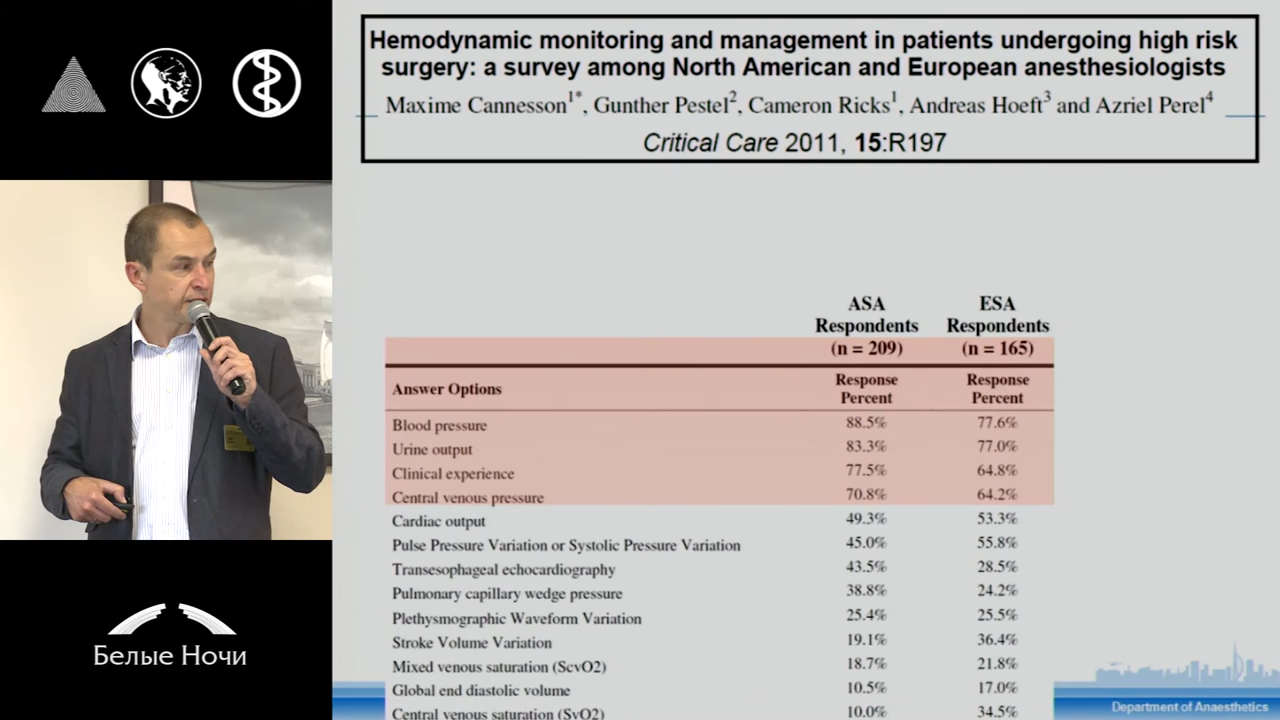 Hemodynamic monitoring and management in patients undergoing high risk
surgery: a survey among North American and European anesthesiologists
Maxime Cannesson1*, Gunther Pestel2, Cameron Ricks1, Andreas Hoeft3 and Azriel Perel4
Critical Care 2011, 15:R197
ASA Respondents (n = 209) ESA Respondents (n = 165)
Answer Options Response Percent Response Percent
Blood pressure 88.5% 77.6%
Urine output 83.3% 77.0%
Clinical experience 77.5% 64.8%
Central venous pressure 70.8% 64.2%
Cardiac output 49.3% 53.3%
Pulse Pressure Variation or Systolic Pressure Variation 45.0% 55.8%
Transesophageal echocardiography 43.5% 28.5%
Pulmonary capillary wedge pressure 38.8% 24.2%
Plethysmographic Waveform Variation 25.4% 25.5%
Stroke Volume Variation 19.1% 36.4%
Mixed venous saturation (ScvO2) 18.7% 21.8%
Global end diastolic volume 10.5% 17.0%
Central venous saturation (SvO2) 10.0% 34.5%
Department of Anaesthetics
Белые Ночи